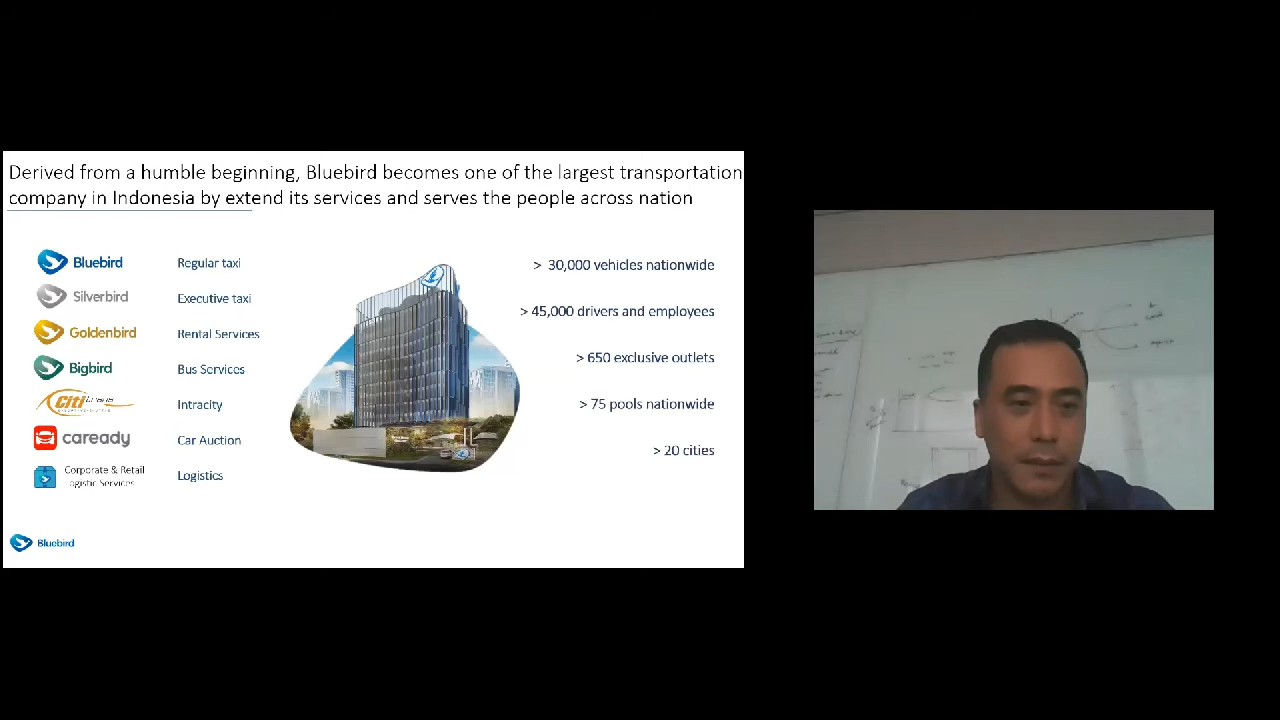 Derived from a humble beginning, Bluebird becomes one of the largest transportation
company in Indonesia by extend its services and serves the people across nation
Bluebird Regular taxi
Silverbird Executive taxi
Goldenbird Rental Services
Bigbird Bus Services
Citi Trans Intracity
caready Car Auction
Corporate & Retail
Logistic Services
Logistics
> 30,000 vehicles nationwide
> 45,000 drivers and employees
> 650 exclusive outlets
> 75 pools nationwide
> 20 cities
Bluebird